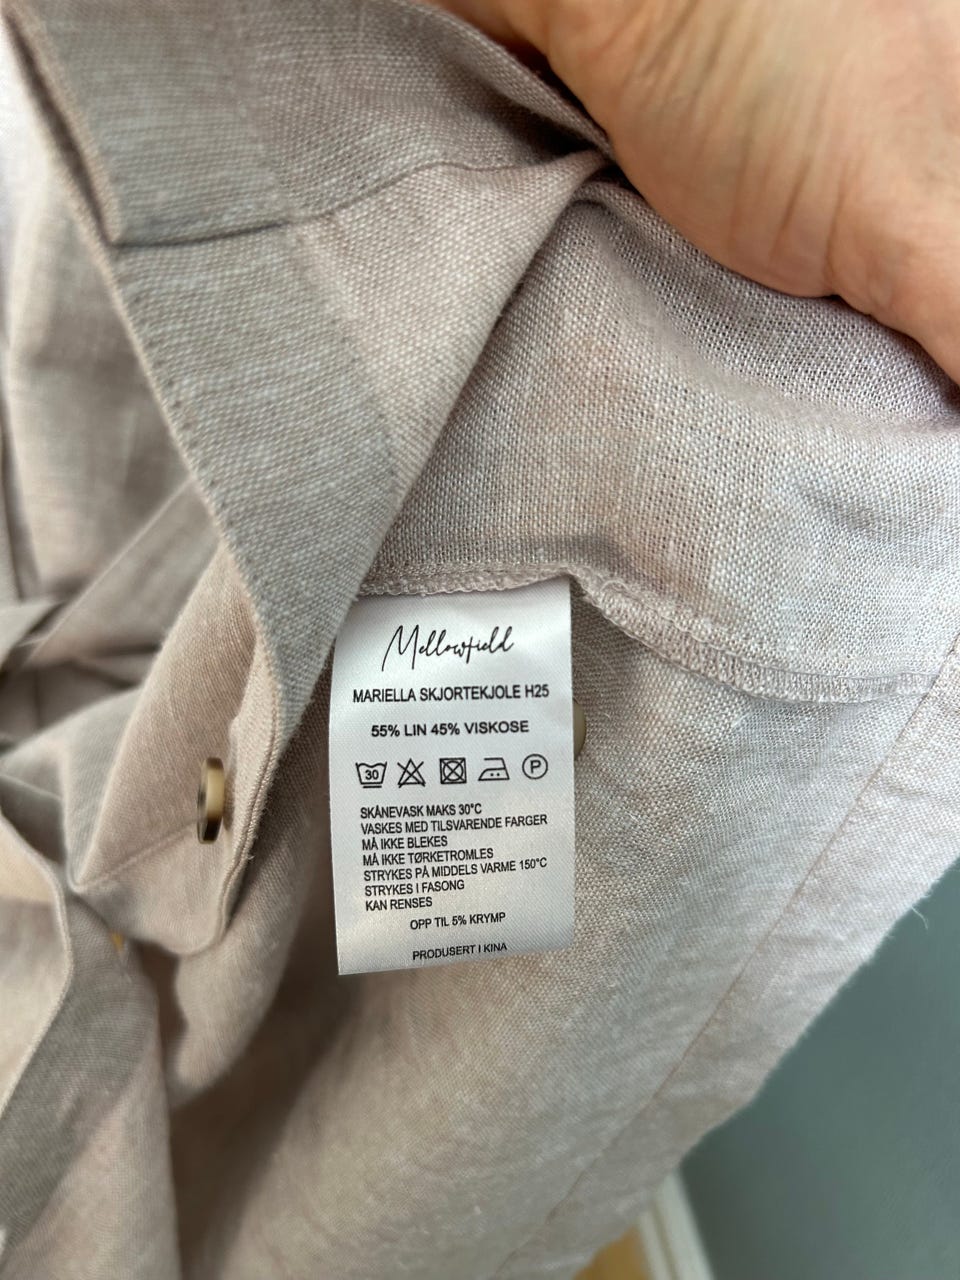 Mellowfield
MARIELLA SKJORTEKJOLE H25
55% LIN 45% VISKOSE
30 P
SKÅNEVASK MAKS 30°C
VASKES MED TILSVARENDE FARGER
MÅ IKKE BLEKES
MÅ IKKE TØRKETROMLES
STRYKES PÅ MIDDELS VARME 150°C
STRYKES I FASONG
KAN RENSES
OPP TIL 5% KRYMP
PRODUSERT I KINA